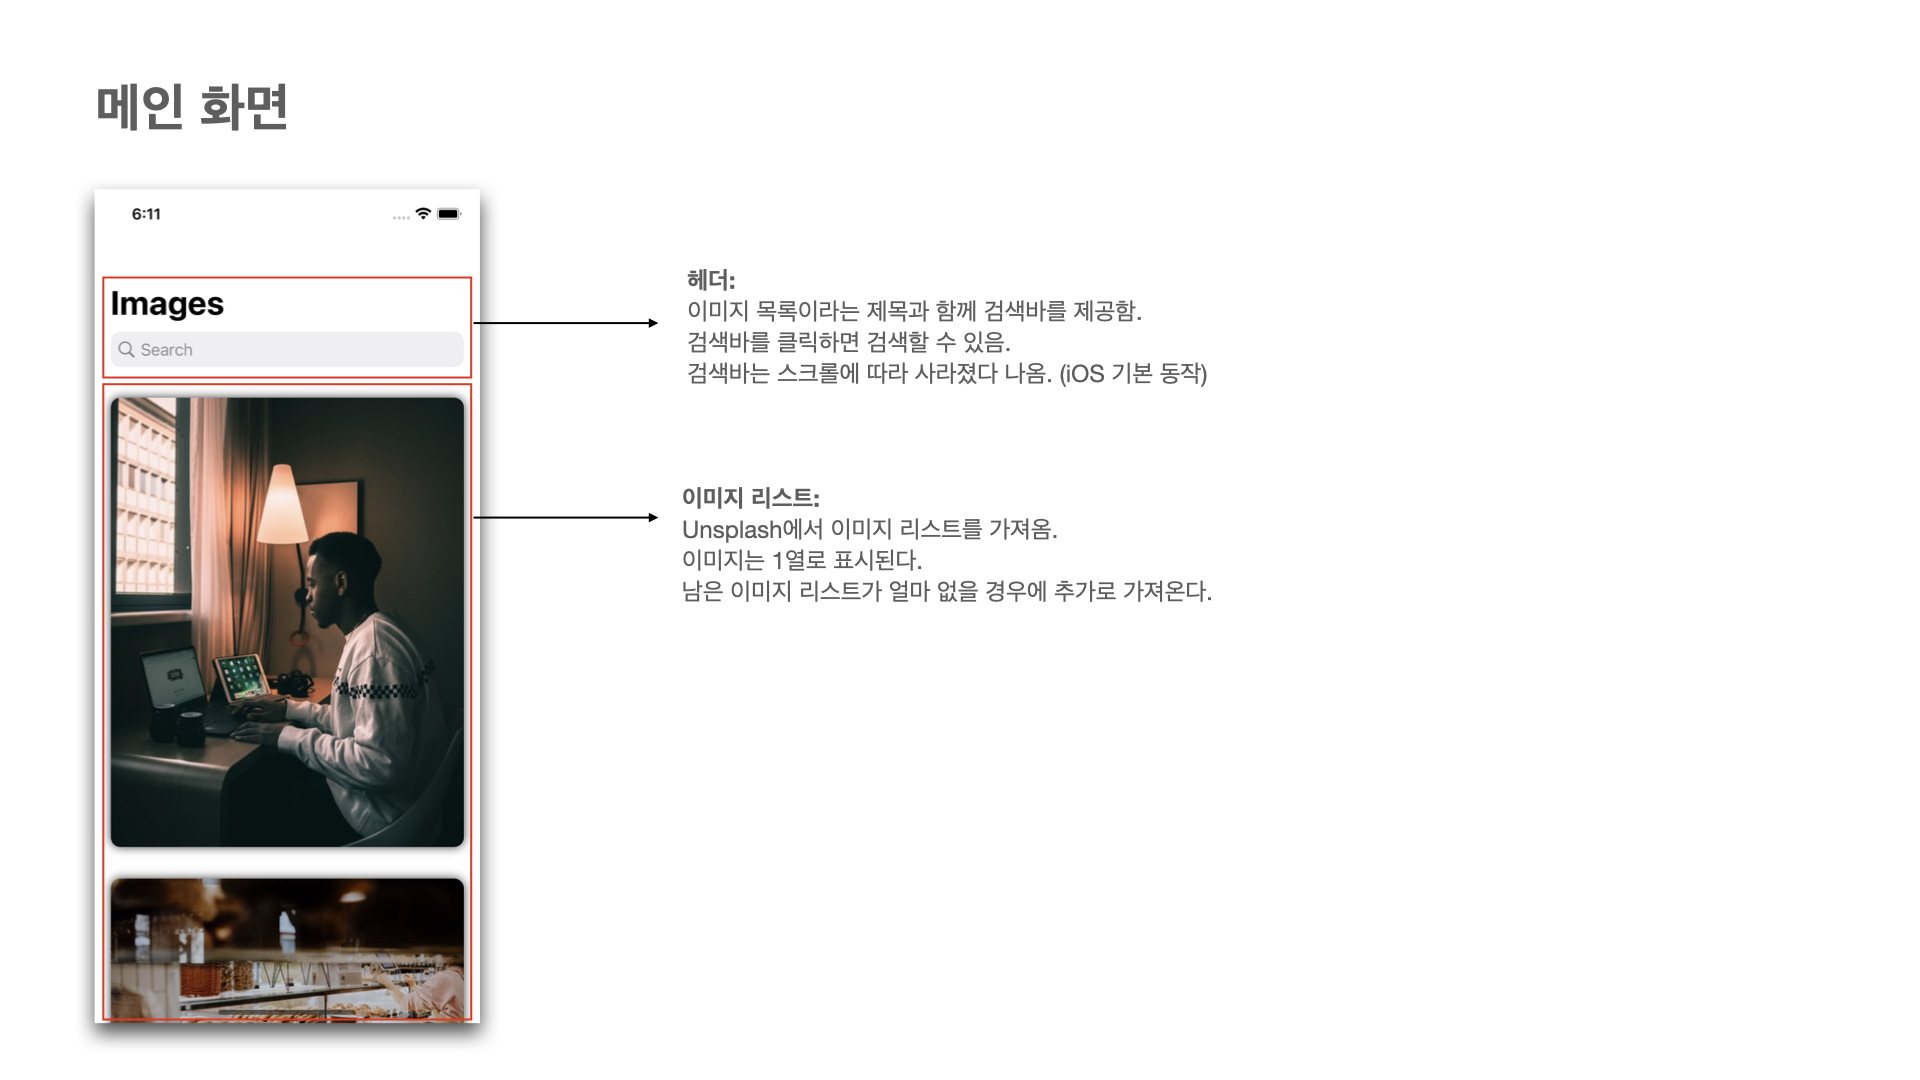 메인 화면
6:11
Images
Search
헤더:
이미지 목록이라는 제목과 함께 검색바를 제공함.
검색바를 클릭하면 검색할 수 있음.
검색바는 스크롤에 따라 사라졌다 나옴. (iOS 기본 동작)
이미지 리스트:
Unsplash에서 이미지 리스트를 가져옴.
이미지는 1열로 표시된다.
남은 이미지 리스트가 얼마 없을 경우에 추가로 가져온다.